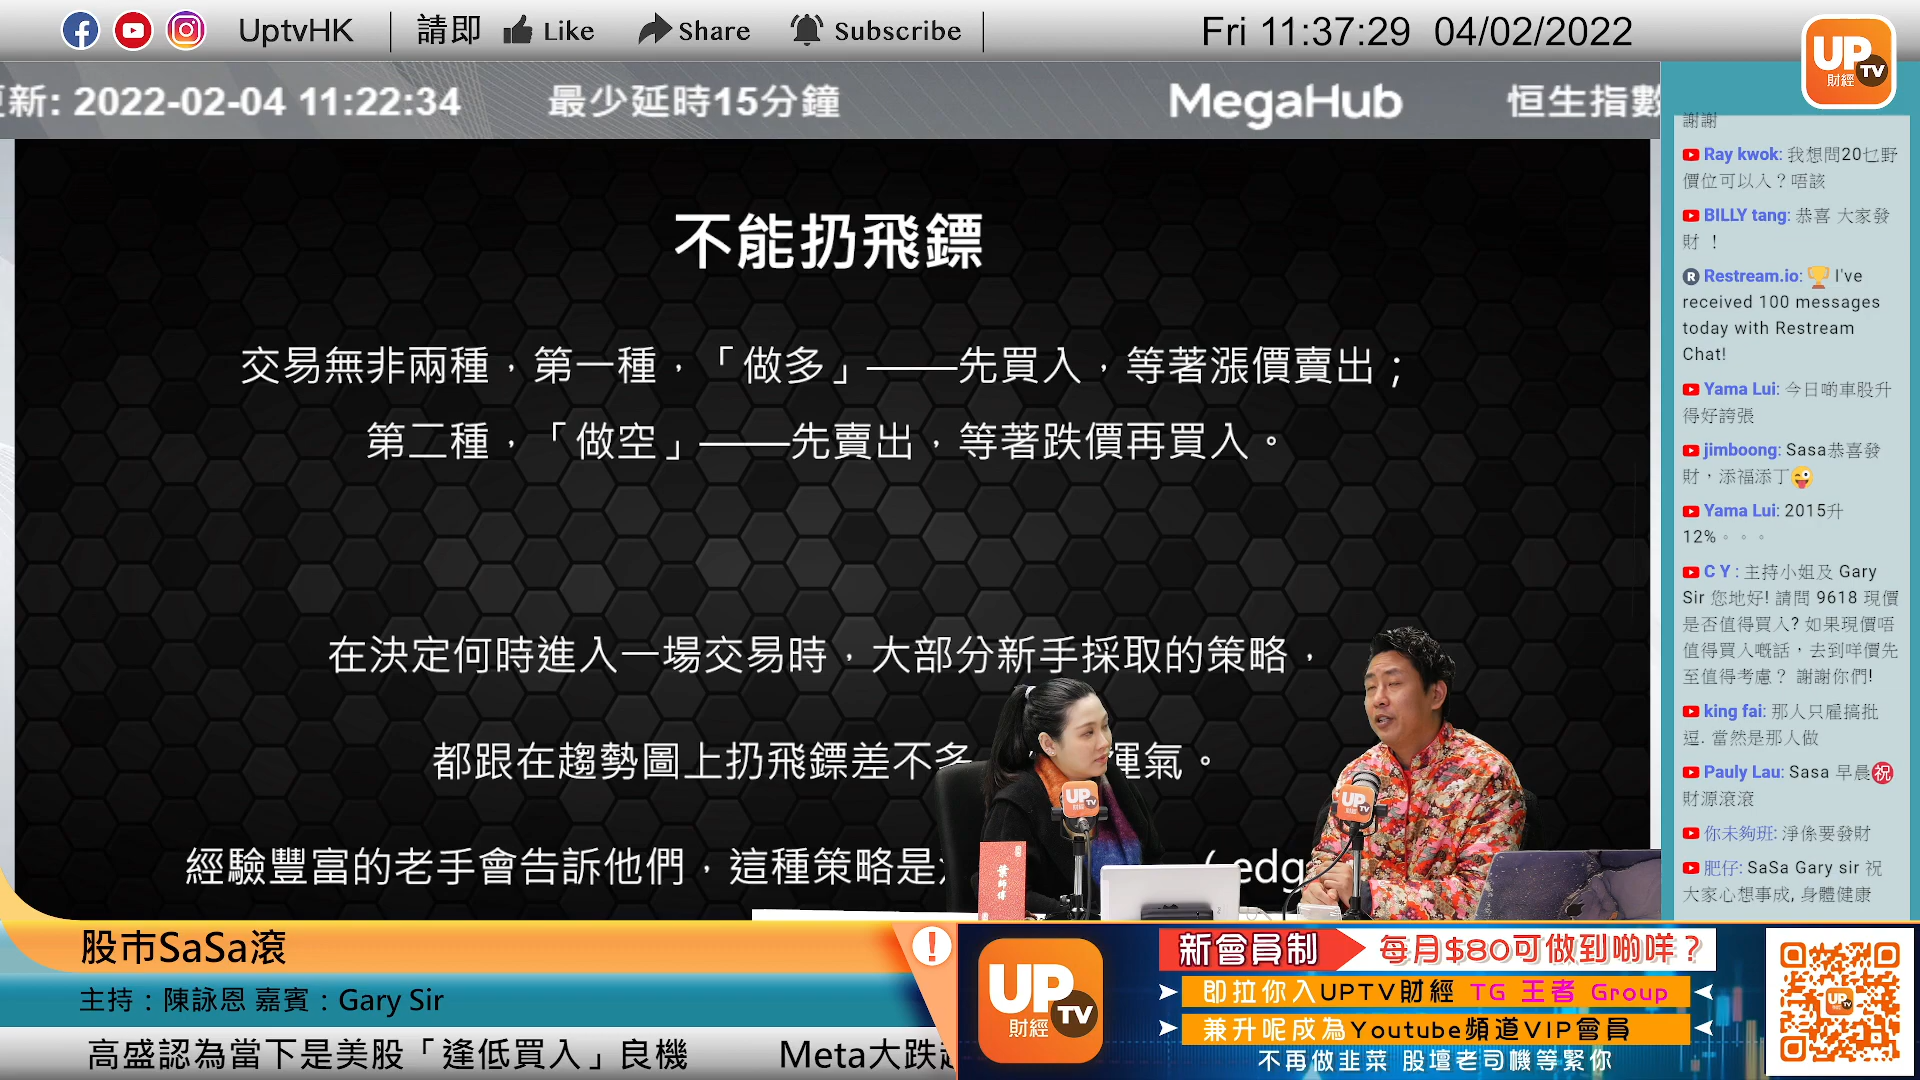 UptvHK
請即
Like
Share
Subscribe
Fri 11:37:29 04/02/2022
UP TV
財經
新: 2022-02-04 11:22:34
最少延時15分鐘
MegaHub
恒生指數
不能扔飛鏢
交易無非兩種，第一種，「做多」——先買入，等著漲價賣出；
第二種，「做空」——先賣出，等著跌價再買入。
在決定何時進入一場交易時，大部分新手採取的策略，
都跟在趨勢圖上扔飛鏢差不多
運氣。
經驗豐富的老手會告訴他們，這種策略是
( edg
謝謝
Ray kwok: 我想問20乜野
價位可以入？唔該
BILLY tang: 恭喜 大家發
財 ！
Restream.io: 🏆 I've
received 100 messages
today with Restream
Chat!
Yama Lui: 今日啲車股升
得好誇張
jimboong: Sasa恭喜發
財，添福添丁😜
Yama Lui: 2015升
12%。。。
C Y : 主持小姐及 Gary
Sir 您地好! 請問 9618 現價
是否值得買入? 如果現價唔
值得買入嘅話，去到咩價先
至值得考慮？ 謝謝你們!
king fai: 那人只雇搞批
逗. 當然是那人做
Pauly Lau: Sasa 早晨㊗
財源滾滾
你未夠班: 淨係要發財
肥仔: SaSa Gary sir 祝
大家心想事成, 身體健康
UP TV
UP TV
葉師傅
股市SaSa滾
主持：陳詠恩 嘉賓：Gary Sir
高盛認為當下是美股「逢低買入」良機
Meta大跌
UP TV
財經
新會員制
每月$80可做到啲咩？
即拉你入UPTV財經 TG 王者 Group
兼升呢成為Youtube頻道VIP會員
不再做韭菜 股壇老司機等緊你
UP TV